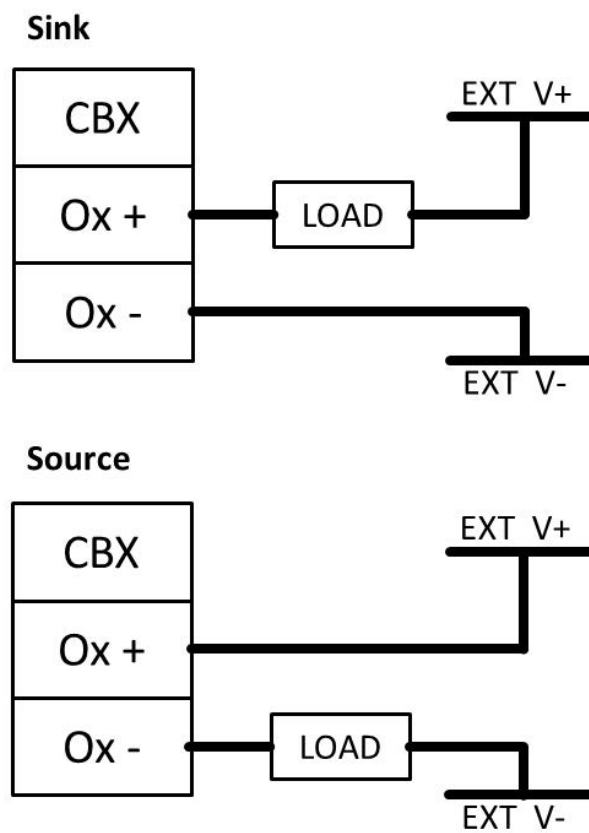 Sink
CBX
EXT V+
Ox +
LOAD
Ox -
EXT V-
Source
CBX
EXT V+
Ox +
Ox -
LOAD
EXT V-